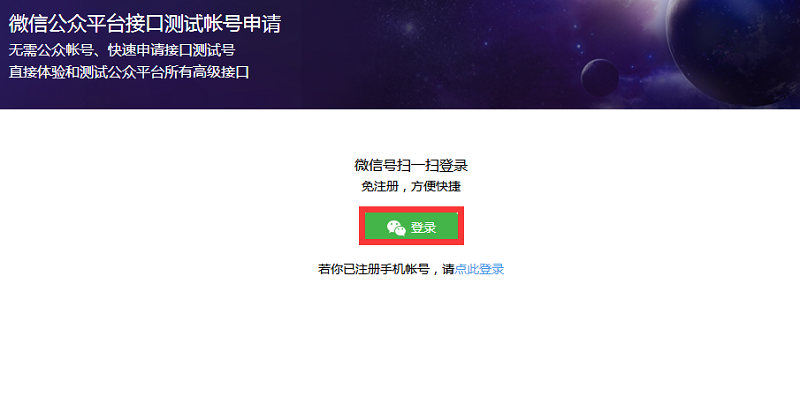 微信公众平台接口测试帐号申请
无需公众帐号、快速申请接口测试号
直接体验和测试公众平台所有高级接口
微信号扫一扫登录
免注册，方便快捷
登录
若你已注册手机帐号，请点此登录